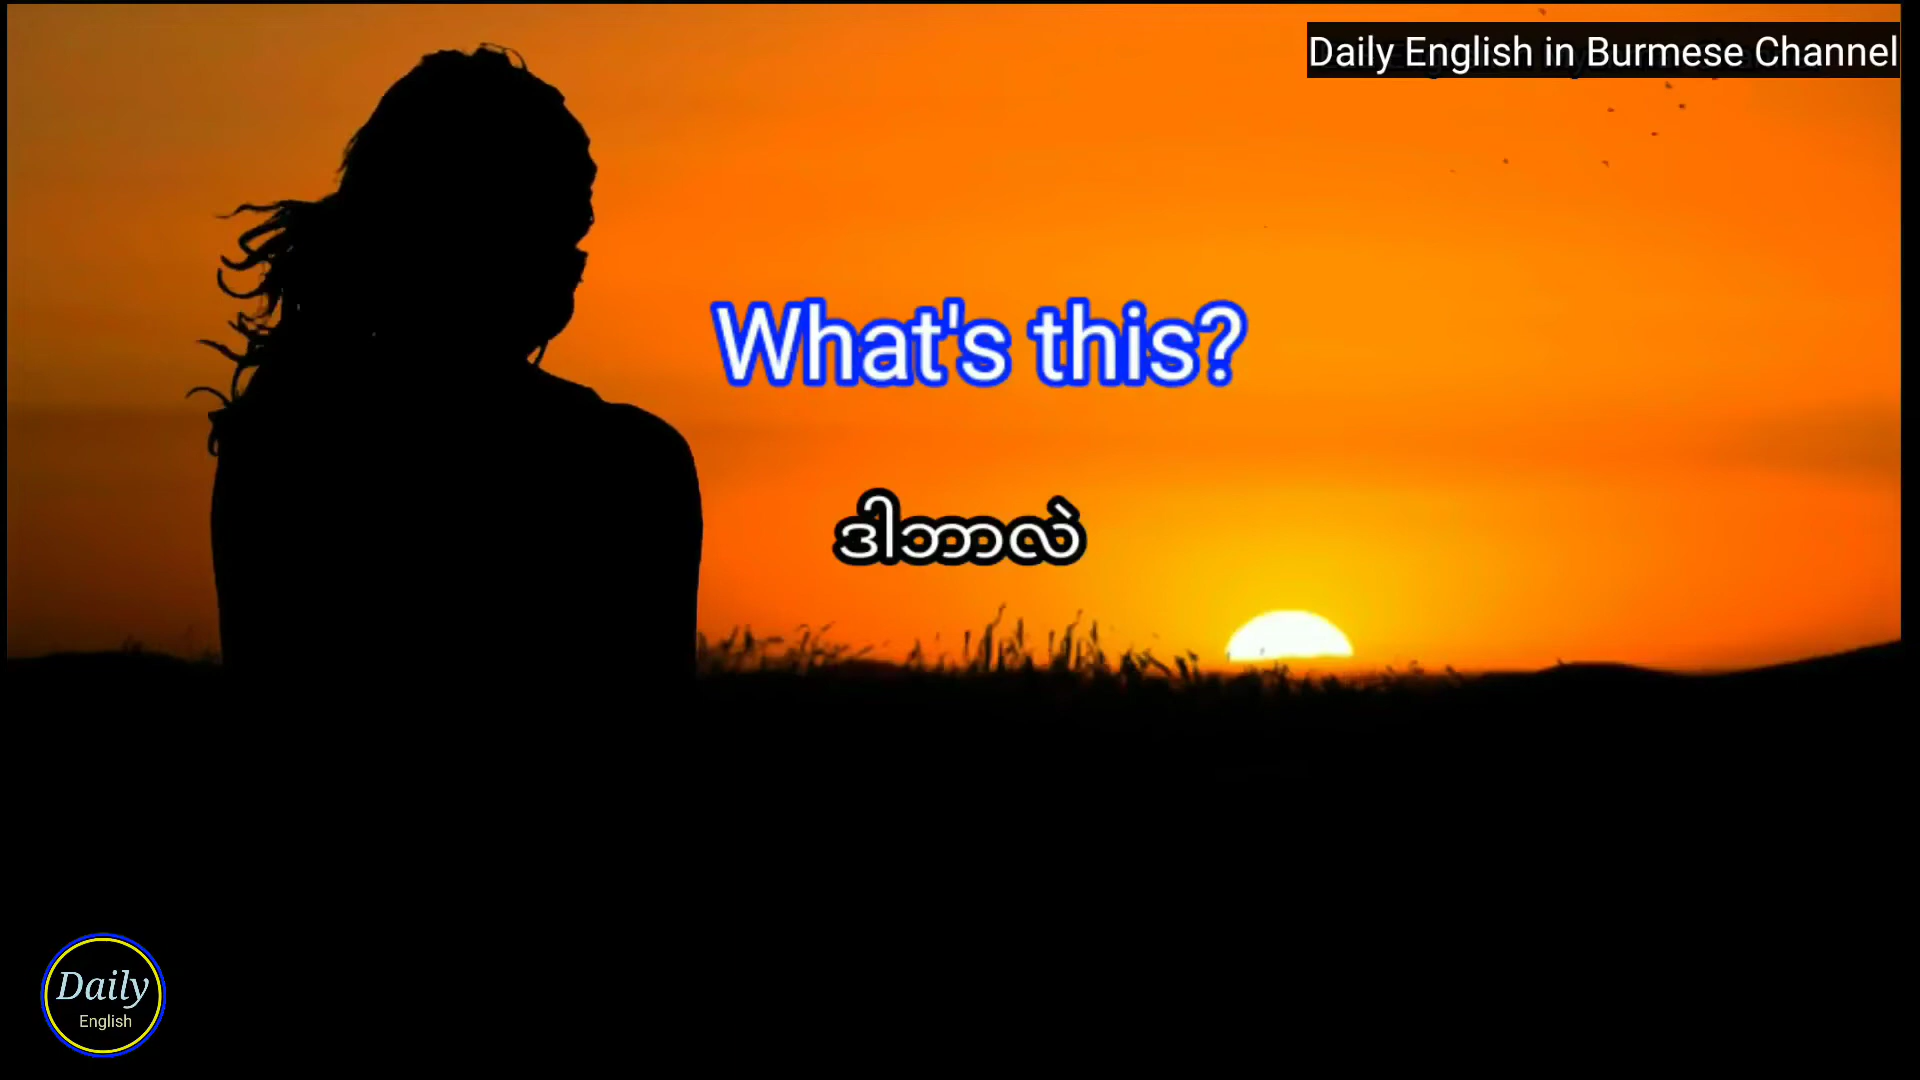 Daily English in Burmese Channel
What's this?
ဒါဘာလဲ
Daily
English